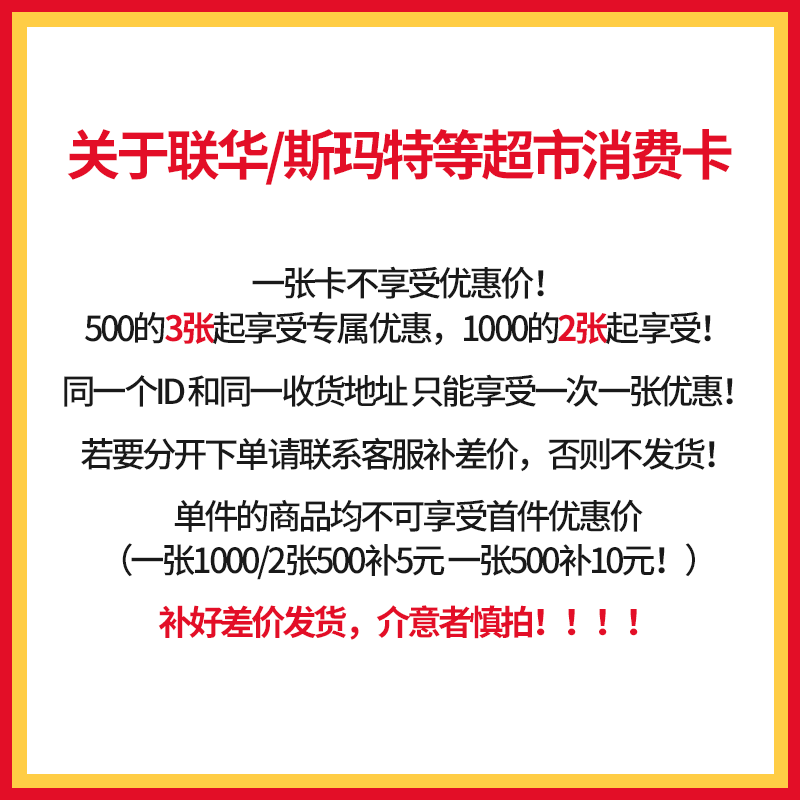 关于联华/斯玛特等超市消费卡
一张卡不享受优惠价！
500的3张起享受专属优惠，1000的2张起享受！
同一个ID和同一收货地址只能享受一次一张优惠！
若要分开下单请联系客服补差价，否则不发货！
单件的商品均不可享受首件优惠价
（一张1000/2张500补5元 一张500补10元！）
补好差价发货，介意者慎拍！！！！